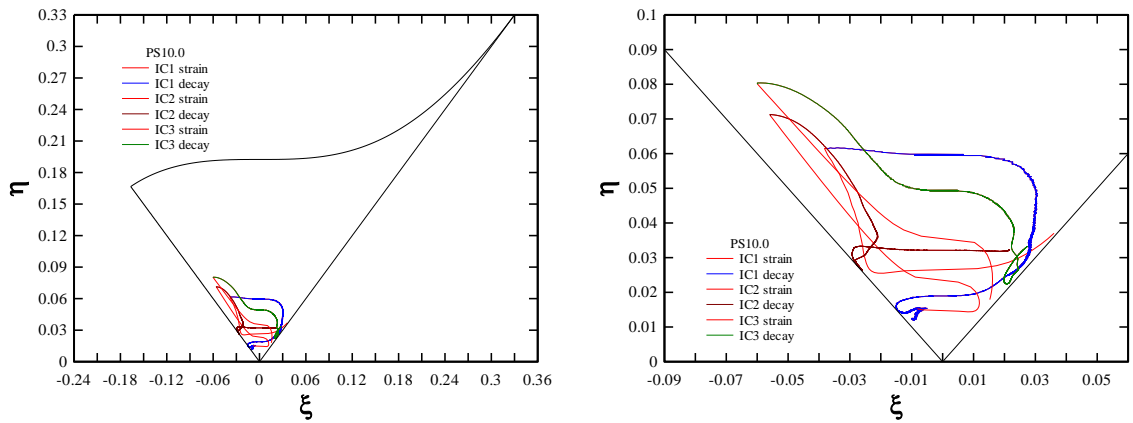 0.33
0.3
0.27
0.24
0.21
0.18
0.15
0.12
0.09
0.06
0.03
0
η
PS10.0
IC1 strain
IC1 decay
IC2 strain
IC2 decay
IC3 strain
IC3 decay
-0.24 -0.18 -0.12 -0.06 0 0.06 0.12 0.18 0.24 0.3 0.36
ξ
0.1
0.09
0.08
0.07
0.06
0.05
0.04
0.03
0.02
0.01
0
η
PS10.0
IC1 strain
IC1 decay
IC2 strain
IC2 decay
IC3 strain
IC3 decay
-0.09 -0.07 -0.05 -0.03 -0.01 0.01 0.03 0.05
ξ